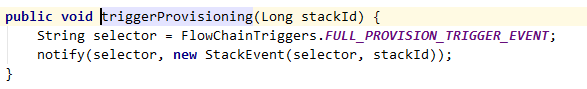 public void triggerProvisioning(Long stackId) {
    String selector = FlowChainTriggers.FULL_PROVISION_TRIGGER_EVENT;
    notify(selector, new StackEvent(selector, stackId));
}